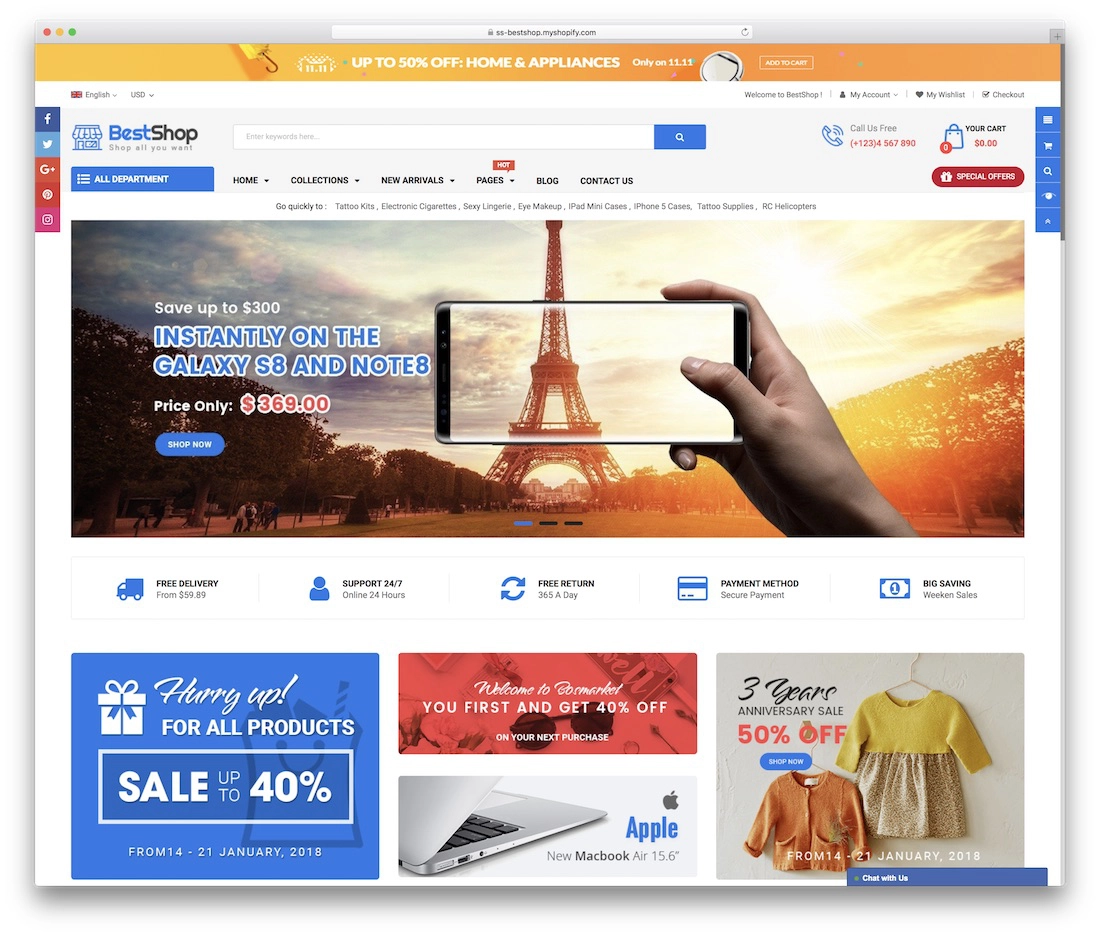 ss-bestshop.myshopify.com
11.11
UP TO 50% OFF: HOME & APPLIANCES
Only on 11.11
ADD TO CART
English
USD
Welcome to BestShop !
My Account
My Wishlist
Checkout
BestShop
Shop all you want
Enter keywords here...
Call Us Free
(+123)4 567 890
YOUR CART
0
$0.00
ALL DEPARTMENT
HOME
COLLECTIONS
NEW ARRIVALS
HOT
PAGES
BLOG
CONTACT US
SPECIAL OFFERS
Go quickly to : Tattoo Kits , Electronic Cigarettes , Sexy Lingerie , Eye Makeup , IPad Mini Cases , IPhone 5 Cases, Tattoo Supplies , RC Helicopters
Save up to $300
INSTANTLY ON THE
GALAXY S8 AND NOTE8
Price Only: $369.00
SHOP NOW
FREE DELIVERY
From $59.89
SUPPORT 24/7
Online 24 Hours
FREE RETURN
365 A Day
PAYMENT METHOD
Secure Payment
BIG SAVING
Weeken Sales
Hurry up!
FOR ALL PRODUCTS
SALE UP TO 40%
FROM14 - 21 JANUARY, 2018
Welcome to Bosmarket
YOU FIRST AND GET 40% OFF
ON YOUR NEXT PURCHASE
Apple
New Macbook Air 15.6"
3 Years
ANNIVERSARY SALE
50% OFF
SHOP NOW
FROM14 - 21 JANUARY, 2018
Chat with Us